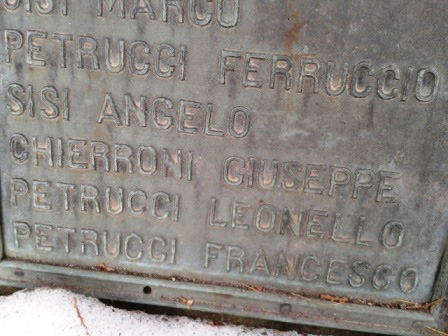 SISI MARCO
PETRUCCI FERRUCCIO
SISI ANGELO
CHIERRONI GIUSEPPE
PETRUCCI LEONELLO
PETRUCCI FRANCESCO